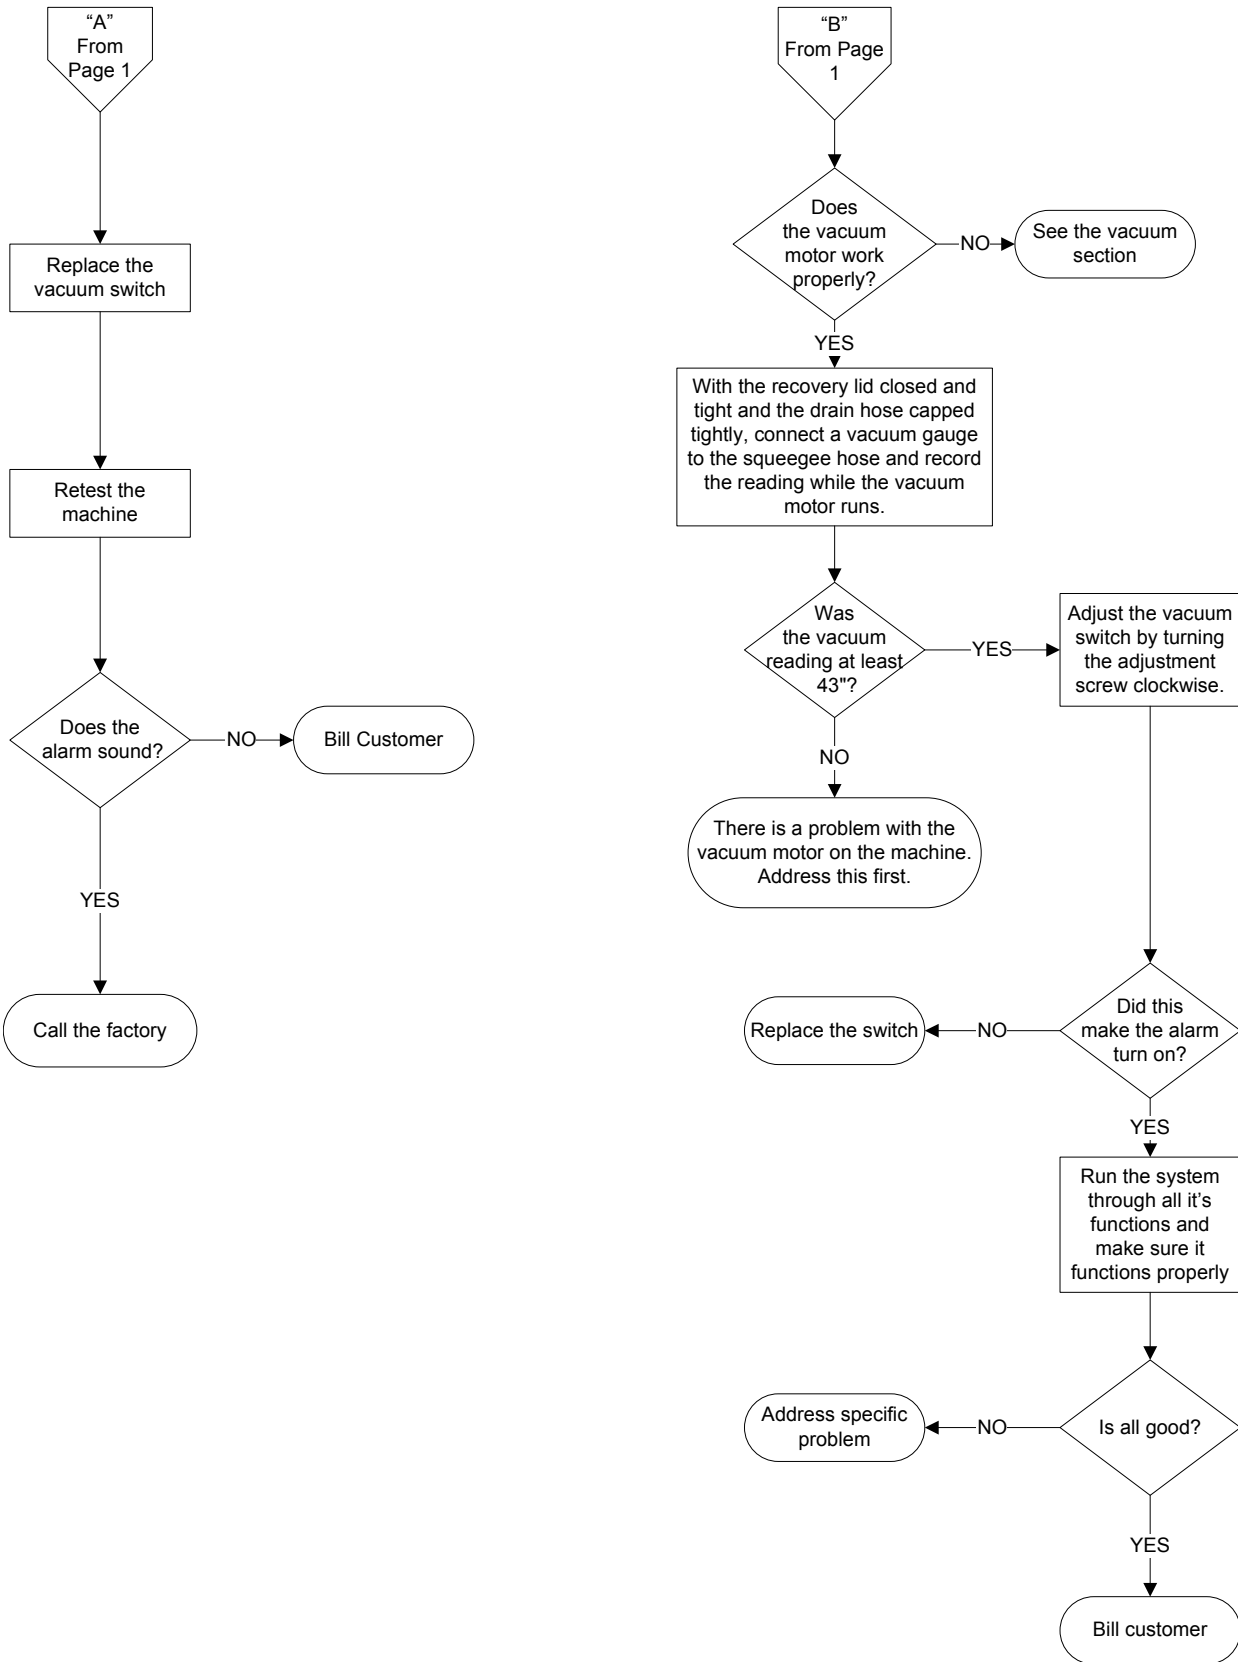 “A”
From
Page 1
Replace the
vacuum switch
Retest the
machine
Does the
alarm sound?
NO
Bill Customer
YES
Call the factory
“B”
From Page
1
Does
the vacuum
motor work
properly?
NO
See the vacuum
section
YES
With the recovery lid closed and
tight and the drain hose capped
tightly, connect a vacuum gauge
to the squeegee hose and record
the reading while the vacuum
motor runs.
Was
the vacuum
reading at least
43"?
YES
Adjust the vacuum
switch by turning
the adjustment
screw clockwise.
NO
There is a problem with the
vacuum motor on the machine.
Address this first.
Did this
make the alarm
turn on?
NO
Replace the switch
YES
Run the system
through all it’s
functions and
make sure it
functions properly
Is all good?
NO
Address specific
problem
YES
Bill customer